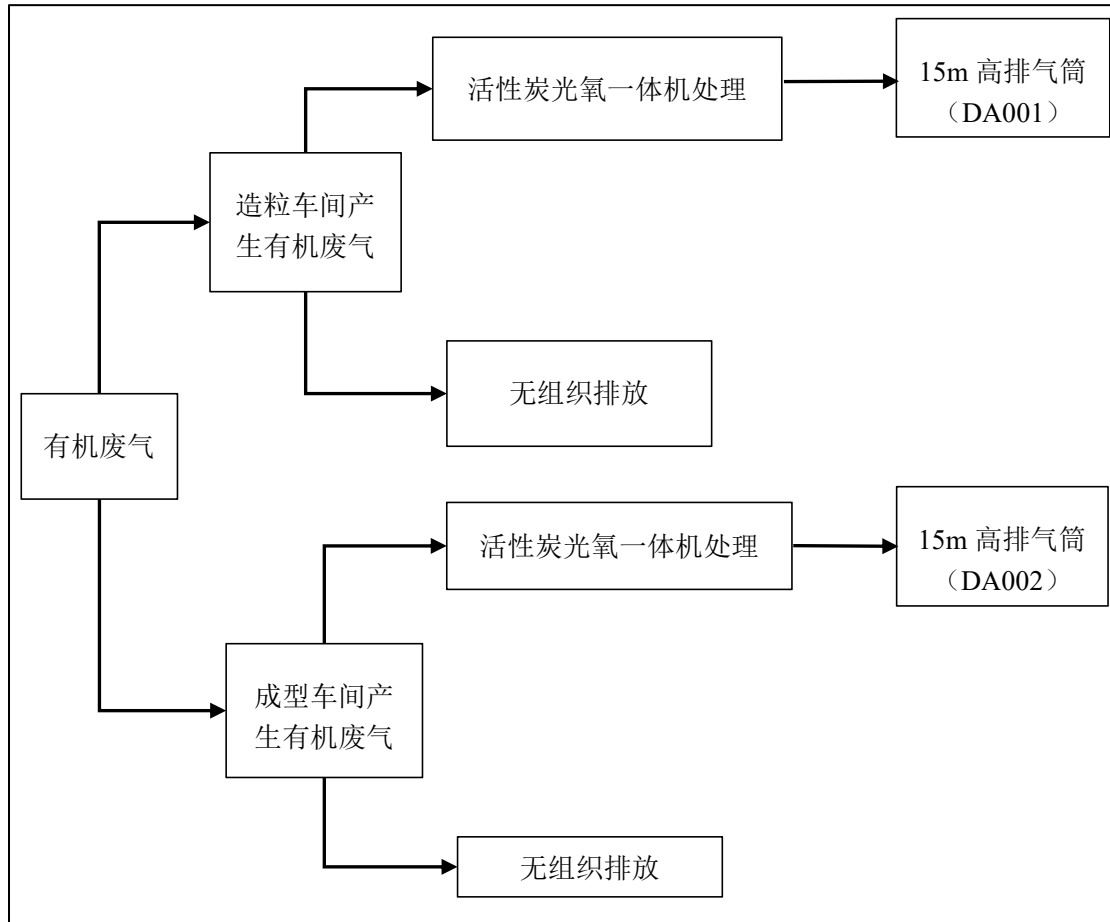 活性炭光氧一体机处理
15m 高排气筒
（DA001）
造粒车间产
生有机废气
无组织排放
有机废气
活性炭光氧一体机处理
15m 高排气筒
（DA002）
成型车间产
生有机废气
无组织排放